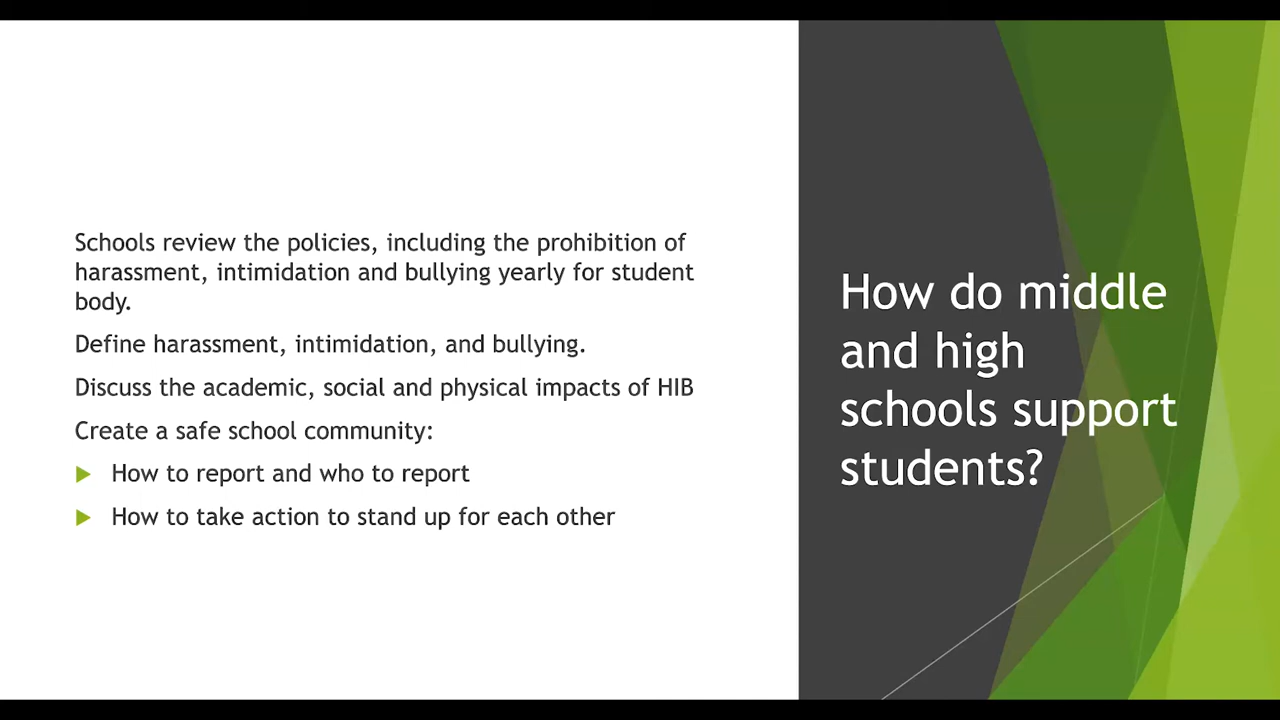 Schools review the policies, including the prohibition of
harassment, intimidation and bullying yearly for student
body.
Define harassment, intimidation, and bullying.
Discuss the academic, social and physical impacts of HIB
Create a safe school community:
How to report and who to report
How to take action to stand up for each other
How do middle
and high
schools support
students?